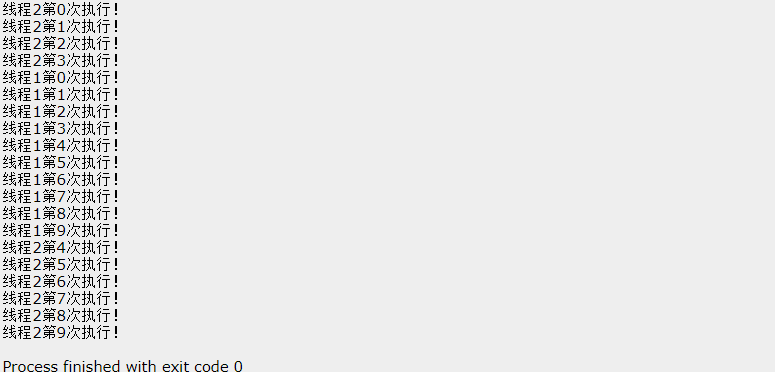 线程2第0次执行!
线程2第1次执行!
线程2第2次执行!
线程2第3次执行!
线程1第0次执行!
线程1第1次执行!
线程1第2次执行!
线程1第3次执行!
线程1第4次执行!
线程1第5次执行!
线程1第6次执行!
线程1第7次执行!
线程1第8次执行!
线程1第9次执行!
线程2第4次执行!
线程2第5次执行!
线程2第6次执行!
线程2第7次执行!
线程2第8次执行!
线程2第9次执行!
Process finished with exit code 0